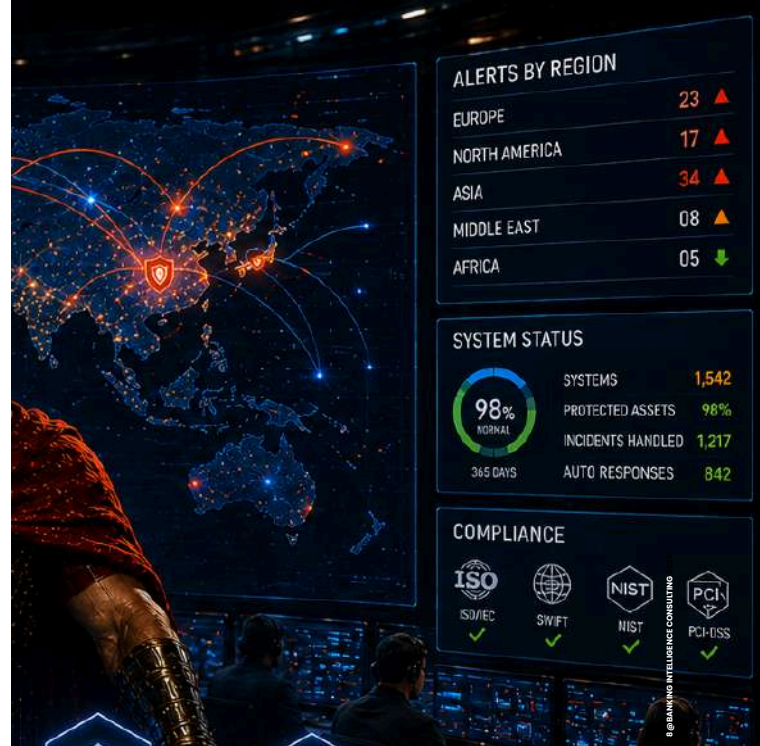 ALERTS BY REGION
EUROPE 23
NORTH AMERICA 17
ASIA 34
MIDDLE EAST 08
AFRICA 05
SYSTEM STATUS
98%
NORMAL
365 DAYS
SYSTEMS 1,542
PROTECTED ASSETS 98%
INCIDENTS HANDLED 1,217
AUTO RESPONSES 842
COMPLIANCE
ISO
ISO/IEC
SWIFT
NIST
NIST
PCI
PCI-DSS
8 @BANKING INTELLIGENCE CONSULTING